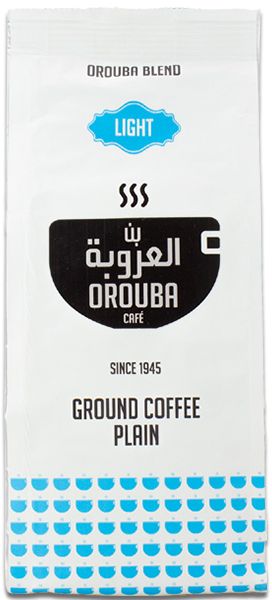 OROUBA BLEND
LIGHT
بن
العروبة
OROUBA
CAFÉ
SINCE 1945
GROUND COFFEE
PLAIN